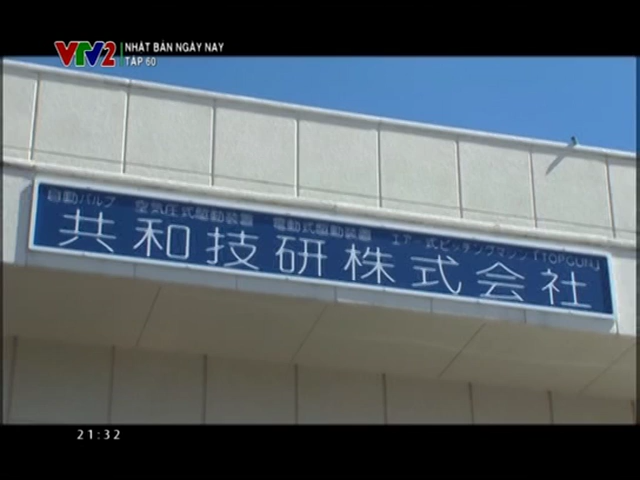 VTV2
NHẬT BẢN NGÀY NAY
TẬP 60
自動バルブ 空気圧式駆動装置 電動式駆動装置 エアー式ピッチングマシン「TOPGUN」
共和技研株式会社
21:32